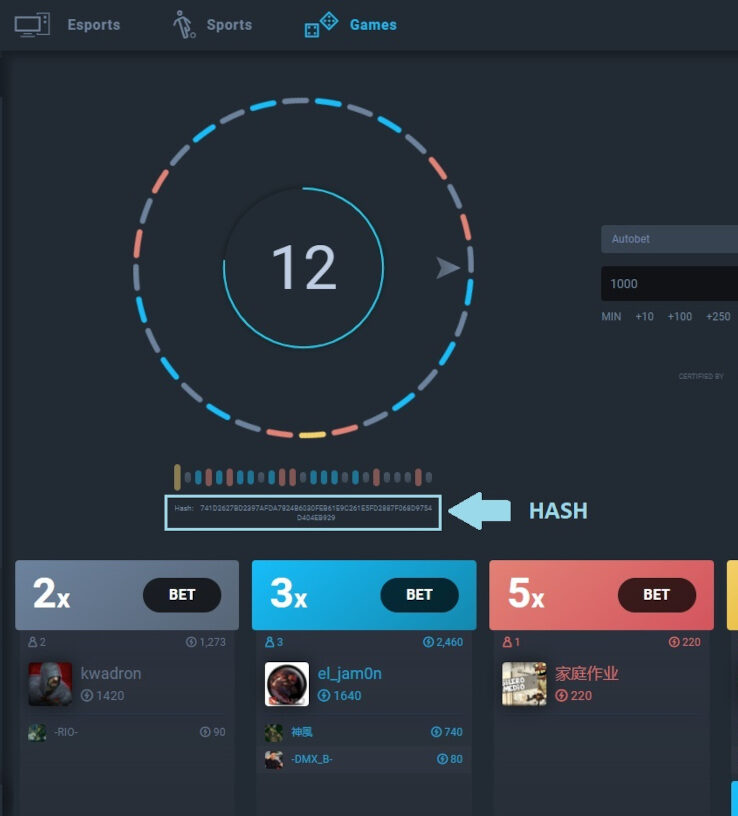 Esports
Sports
Games
12
Autobet
1000
MIN +10 +100 +250
CERTIFIED BY
Hash: 741D2627BD2397AFDA7824B6030FEB61E9C261E5FD2887F068D9754
D404EB929
HASH
2x BET
3x BET
5x BET
2 1,273
3 2,460
1 220
kwadron
1420
el_jam0n
1640
家庭作业
220
-RIO- 90
神風 740
-DMX_B- 80